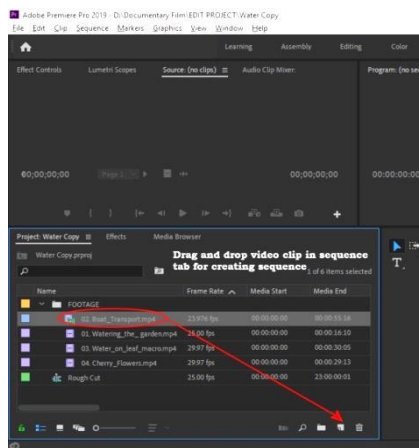 Adobe Premiere Pro 2019 - D:\Documentary Film\EDIT PROJECT\Water Copy
File Edit Clip Sequence Markers Graphics View Window Help
Learning Assembly Editing Color
Effect Controls Lumetri Scopes Source: (no clips) Audio Clip Mixer: Program: (no se
00;00;00;00 Page 1 00;00;00;00 00:00:00:00
Project: Water Copy Effects Media Browser
Water Copy.prproj
Drag and drop video clip in sequence
tab for creating sequence
1 of 6 items selected
Name Frame Rate Media Start Media End
FOOTAGE
02. Boat_Transport.mp4 23.976 fps 00:00:00:00 00:00:55:16
01. Watering_the_ garden.mp4 25.00 fps 00:00:00:00 00:00:16:10
03. Water_on_leaf_macro.mp4 29.97 fps 00:00:00:00 00:00:30:05
04. Cherry_Flowers.mp4 29.97 fps 00:00:00:00 00:00:29:13
Rough Cut 25.00 fps 00:00:00:00 23:00:00:01
T